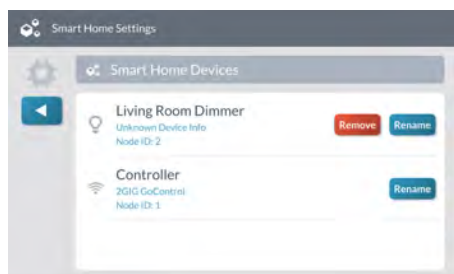 Smart Home Settings
Smart Home Devices
Living Room Dimmer
Unknown Device Info
Node ID: 2
Remove
Rename
Controller
2GIG GoControl
Node ID: 1
Rename